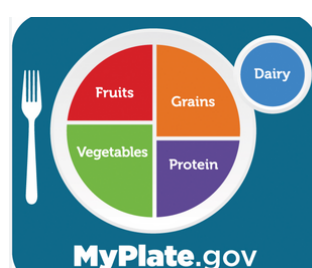 Fruits
Grains
Dairy
Vegetables
Protein
MyPlate.gov